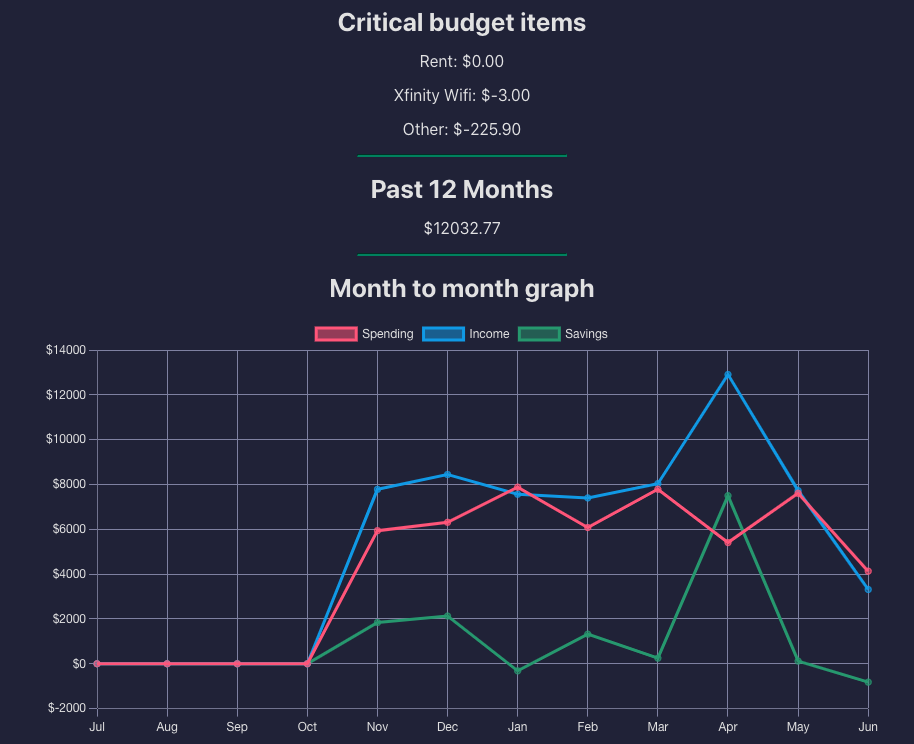 Critical budget items
Rent: $0.00
Xfinity Wifi: $-3.00
Other: $-225.90
Past 12 Months
$12032.77
Month to month graph
Spending Income Savings
$14000
$12000
$10000
$8000
$6000
$4000
$2000
$0
$-2000
Jul Aug Sep Oct Nov Dec Jan Feb Mar Apr May Jun